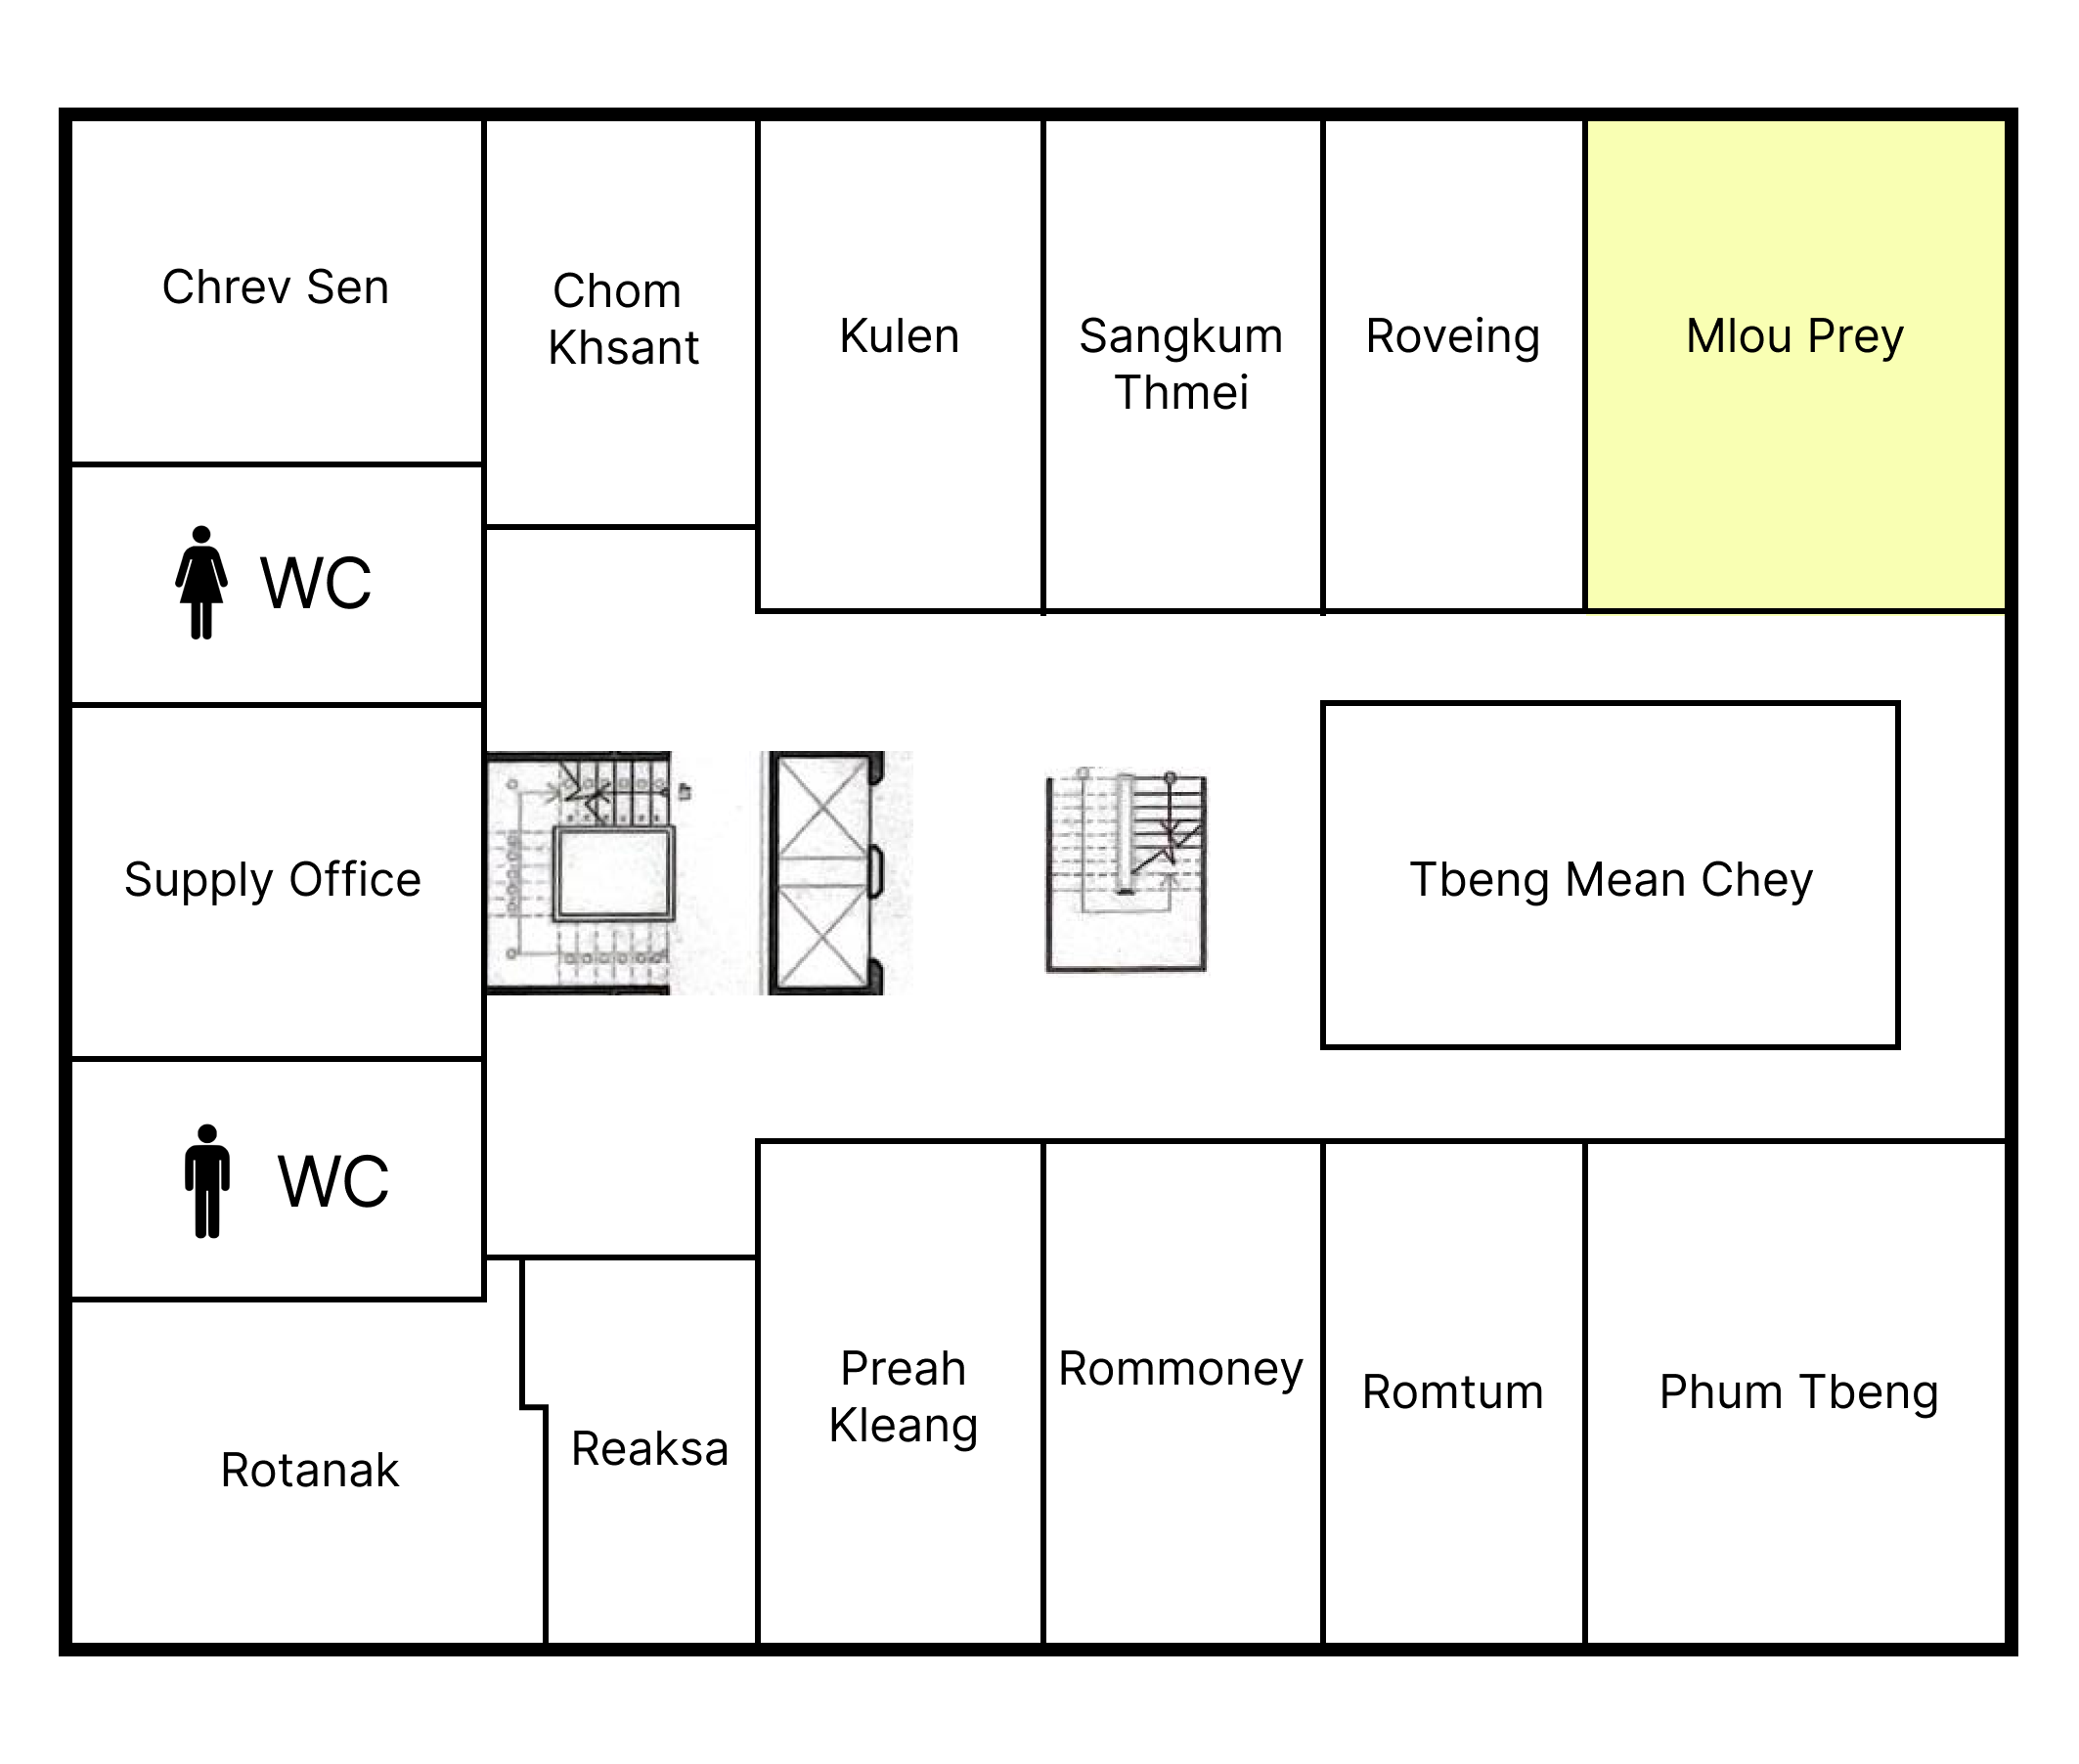 Chrev Sen
Chom
Khsant
Kulen
Sangkum
Thmei
Roveing
Mlou Prey
WC
Supply Office
Tbeng Mean Chey
WC
Rotanak
Reaksa
Preah
Kleang
Rommoney
Romtum
Phum Tbeng